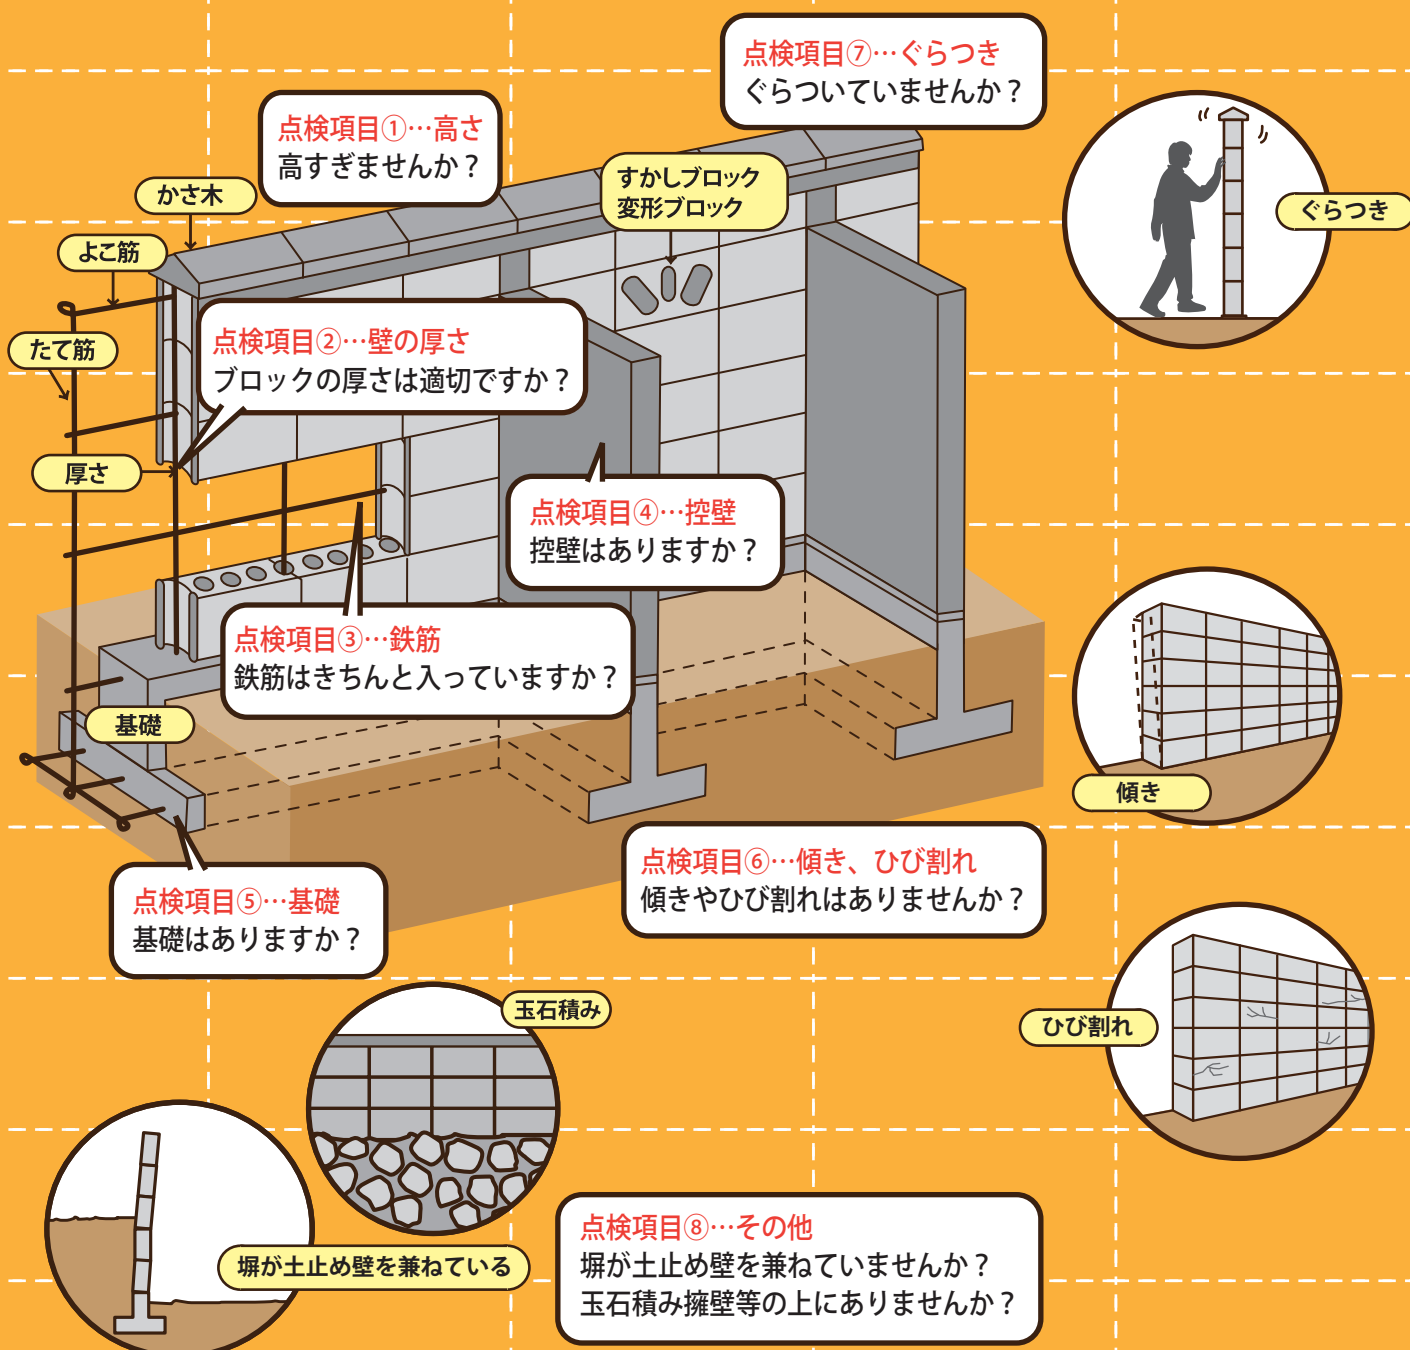 点検項目⑦…ぐらつき
ぐらついていませんか？
点検項目①…高さ
高すぎませんか？
かさ木
すかしブロック
変形ブロック
ぐらつき
よこ筋
たて筋
点検項目②…壁の厚さ
ブロックの厚さは適切ですか？
厚さ
点検項目④…控壁
控壁はありますか？
点検項目③…鉄筋
鉄筋はきちんと入っていますか？
基礎
傾き
点検項目⑥…傾き、ひび割れ
傾きやひび割れはありませんか？
点検項目⑤…基礎
基礎はありますか？
玉石積み
ひび割れ
塀が土止め壁を兼ねている
点検項目⑧…その他
塀が土止め壁を兼ねていませんか？
玉石積み擁壁等の上にありませんか？